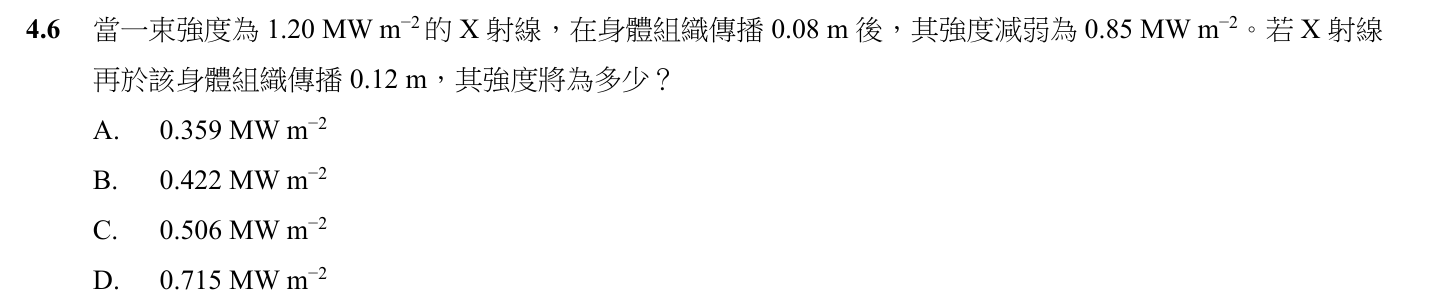 4.6 當一束強度為 1.20 MW m⁻² 的 X 射線，在身體組織傳播 0.08 m 後，其強度減弱為 0.85 MW m⁻²。若 X 射線
再於該身體組織傳播 0.12 m，其強度將為多少？
A. 0.359 MW m⁻²
B. 0.422 MW m⁻²
C. 0.506 MW m⁻²
D. 0.715 MW m⁻²